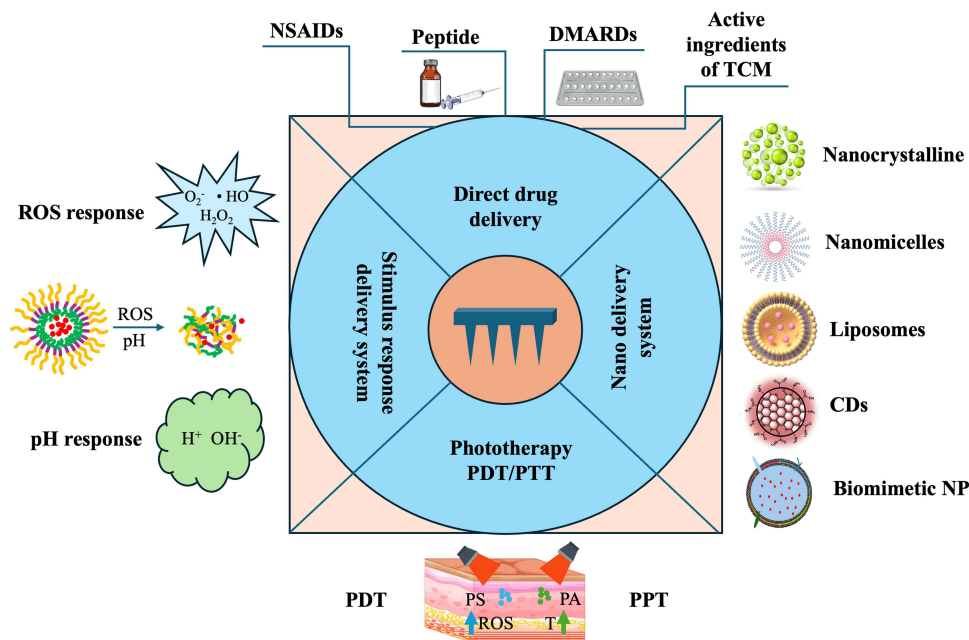 NSAIDs
Peptide
DMARDs
Active
ingredients
of TCM
Direct drug
delivery
Stimulus response
delivery system
Nano delivery
system
Phototherapy
PDT/PTT
ROS response
O₂⁻ • HO
H₂O₂
ROS
pH
pH response
H⁺ OH⁻
Nanocrystalline
Nanomicelles
Liposomes
CDs
Biomimetic NP
PDT
PS
ROS
PA
T
PPT